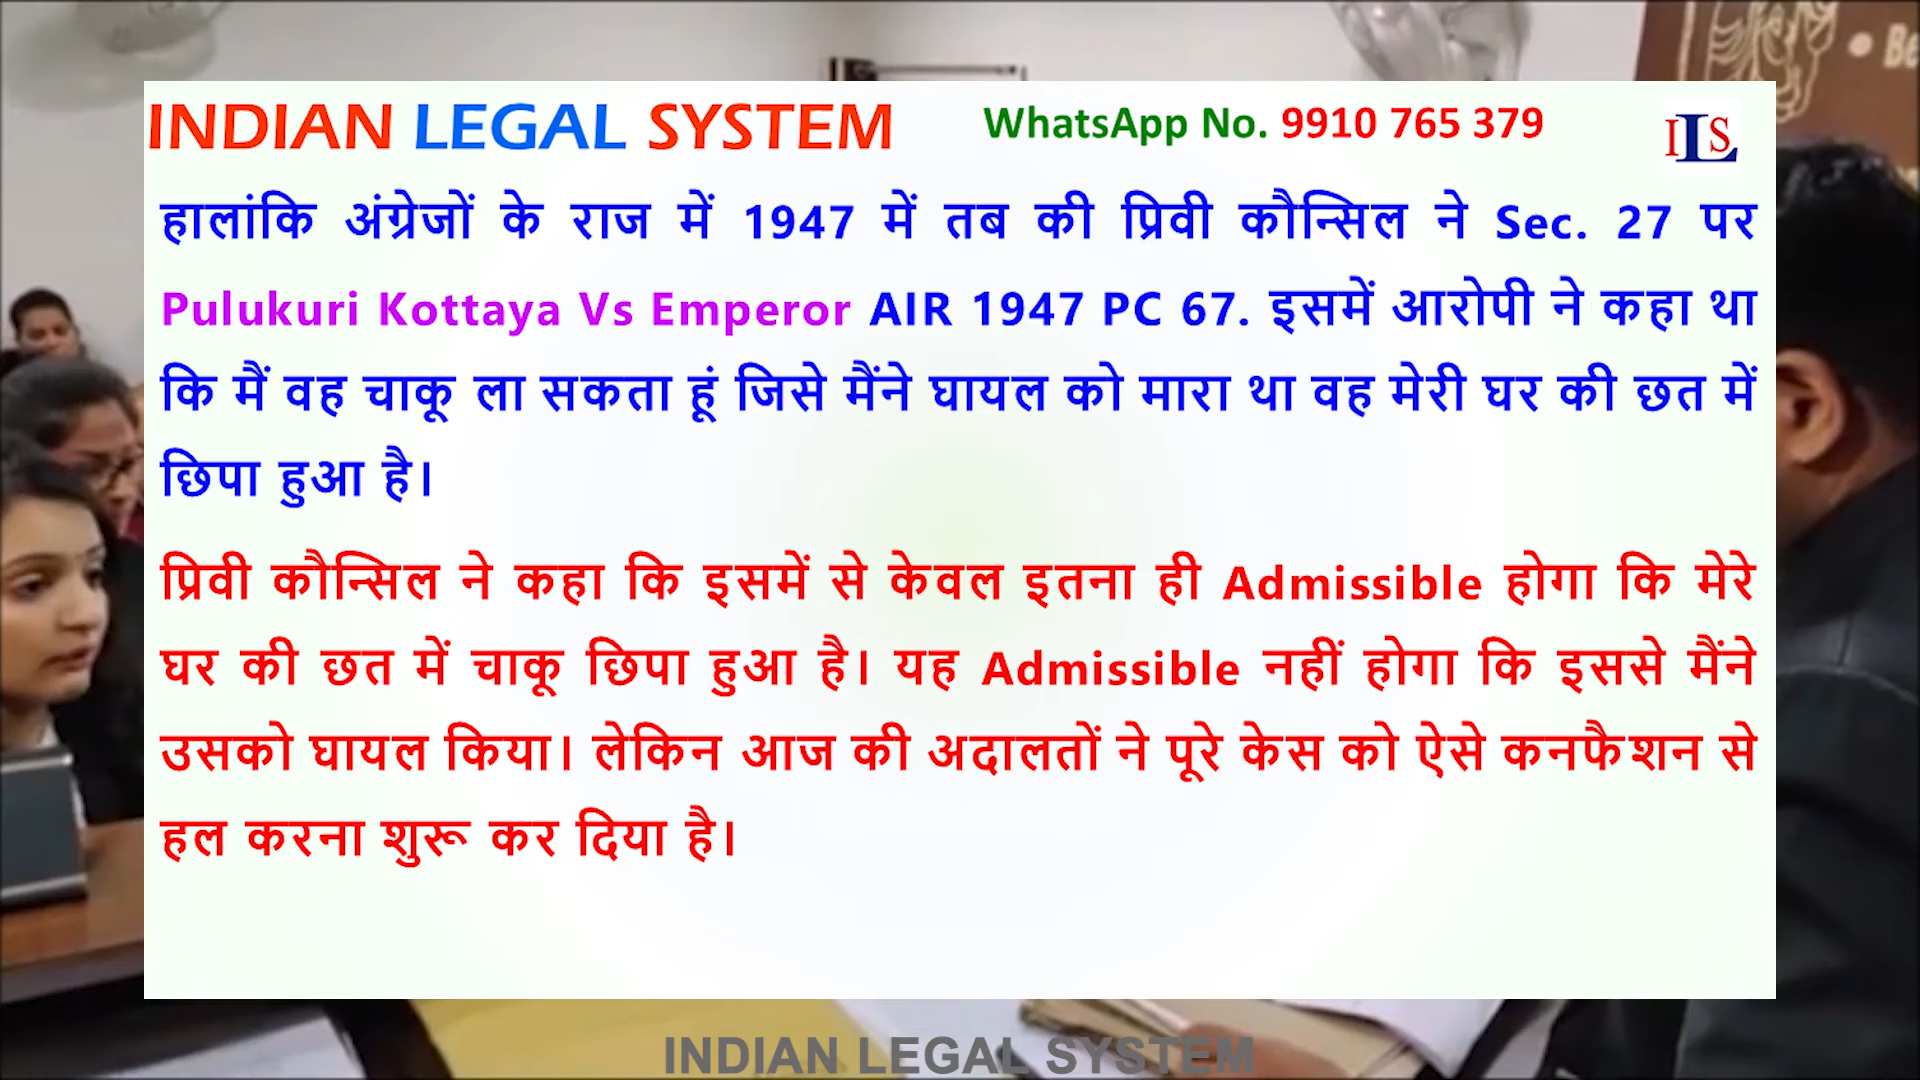 INDIAN LEGAL SYSTEM WhatsApp No. 9910 765 379 ILS
हालांकि अंग्रेजों के राज में 1947 में तब की प्रिवी कौन्सिल ने Sec. 27 पर
Pulukuri Kottaya Vs Emperor AIR 1947 PC 67. इसमें आरोपी ने कहा था
कि मैं वह चाकू ला सकता हूं जिसे मैंने घायल को मारा था वह मेरी घर की छत में
छिपा हुआ है।
प्रिवी कौन्सिल ने कहा कि इसमें से केवल इतना ही Admissible होगा कि मेरे
घर की छत में चाकू छिपा हुआ है। यह Admissible नहीं होगा कि इससे मैंने
उसको घायल किया। लेकिन आज की अदालतों ने पूरे केस को ऐसे कनफैशन से
हल करना शुरू कर दिया है।
INDIAN LEGAL SYSTEM